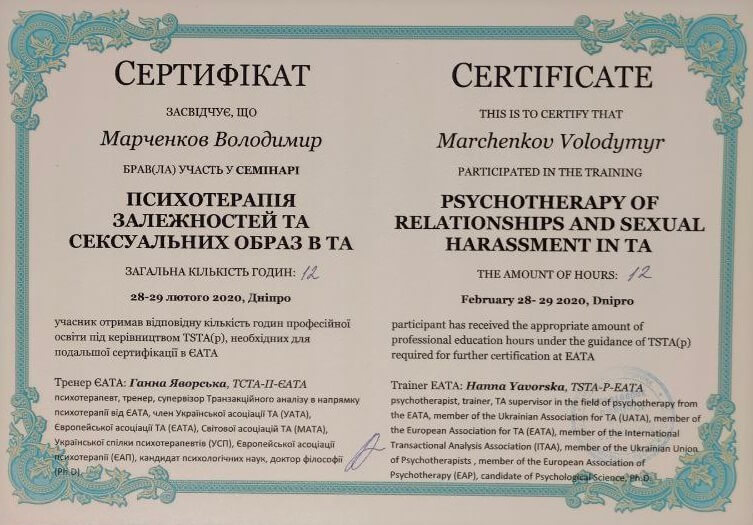 СЕРТИФІКАТ
ЗАСВІДЧУЄ, ЩО
Марченков Володимир
БРАВ(ЛА) УЧАСТЬ У СЕМІНАРІ
ПСИХОТЕРАПІЯ
ЗАЛЕЖНОСТЕЙ ТА
СЕКСУАЛЬНИХ ОБРАЗ В ТА
ЗАГАЛЬНА КІЛЬКІСТЬ ГОДИН: 12
28-29 лютого 2020, Дніпро
учасник отримав відповідну кількість годин професійної
освіти під керівництвом TSTA(p), необхідних для
подальшої сертифікації в ЄАТА
Тренер ЄАТА: Ганна Яворська, ТСТА-П-ЄАТА
психотерапевт, тренер, супервізор Транзакційного аналізу в напрямку
психотерапії від ЄАТА, член Української асоціації ТА (УАТА),
Європейської асоціації ТА (ЄАТА), Світової асоціації ТА (МАТА),
Української спілки психотерапевтів (УСП), Європейської асоціації
психотерапії (ЄАП), кандидат психологічних наук, доктор філософії
(Ph.D)
CERTIFICATE
THIS IS TO CERTIFY THAT
Marchenkov Volodymyr
PARTICIPATED IN THE TRAINING
PSYCHOTHERAPY OF
RELATIONSHIPS AND SEXUAL
HARASSMENT IN TA
THE AMOUNT OF HOURS: 12
February 28- 29 2020, Dnipro
participant has received the appropriate amount of
professional education hours under the guidance of TSTA(p)
required for further certification at EATA
Trainer EATA: Hanna Yavorska, TSTA-P-EATA
psychotherapist, trainer, TA supervisor in the field of psychotherapy from
the EATA, member of the Ukrainian Association for TA (UATA), member of
the European Association for TA (EATA), member of the International
Transactional Analysis Association (ITAA), member of the Ukrainian Union
of Psychotherapists , member of the European Association of
Psychotherapy (EAP), candidate of Psychological Science, Ph.D.